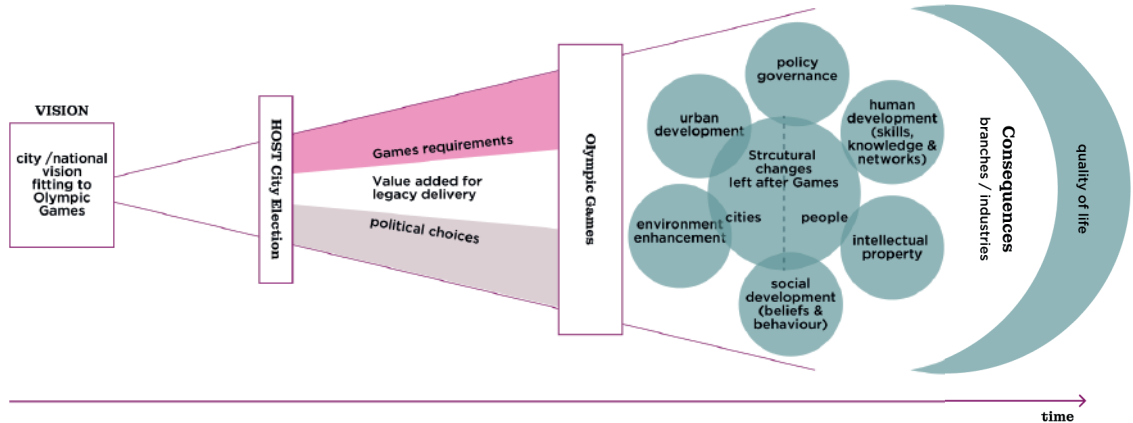 VISION
city /national
vision
fitting to
Olympic
Games
HOST City Election
Games requirements
Value added for
legacy delivery
political choices
Olympic Games
policy
governance
urban
development
human
development
(skills,
knowledge &
networks)
Strcutural
changes
left after Games
cities
people
environment
enhancement
intellectual
property
social
development
(beliefs &
behaviour)
Consequences
branches / industries
quality of life
time